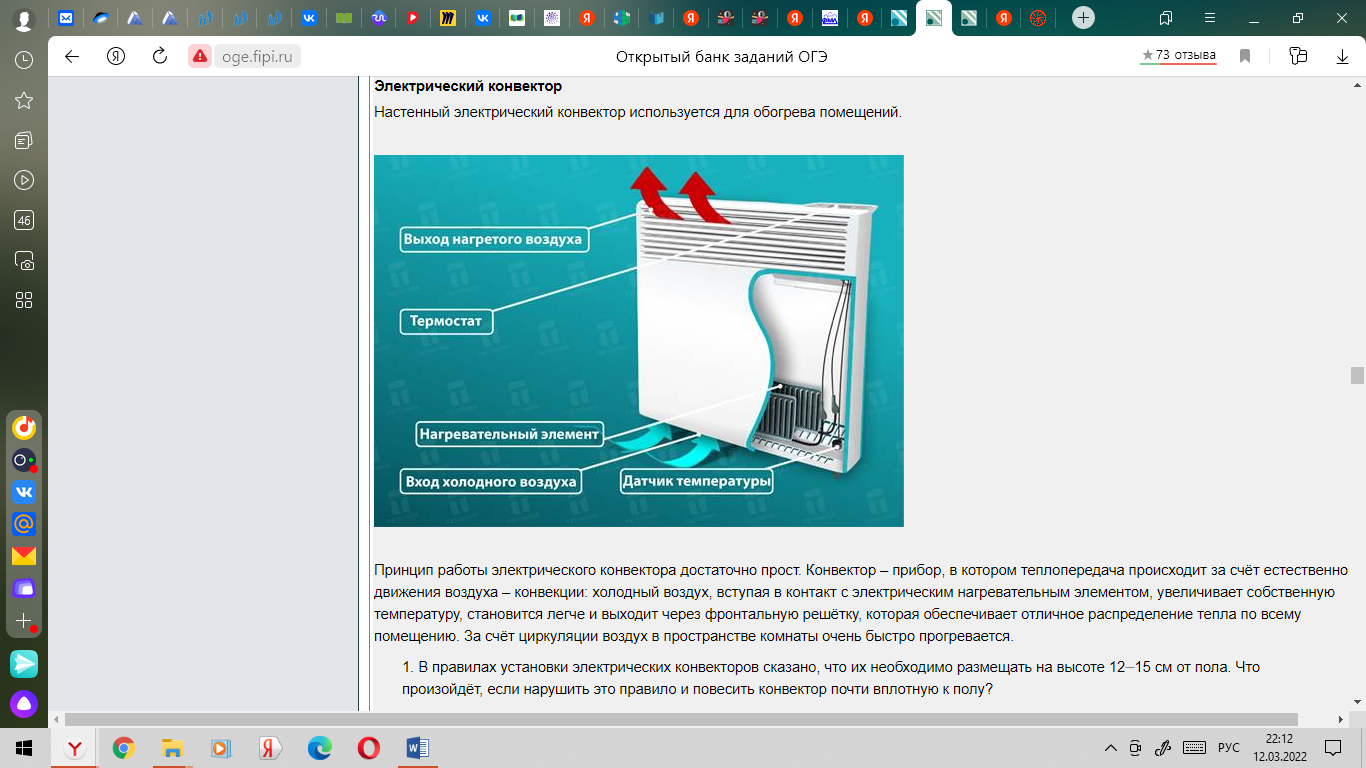 oge.fipi.ru
Открытый банк заданий ОГЭ
★ 73 отзыва
Электрический конвектор
Настенный электрический конвектор используется для обогрева помещений.
Выход нагретого воздуха
Термостат
Нагревательный элемент
Вход холодного воздуха
Датчик температуры
Принцип работы электрического конвектора достаточно прост. Конвектор – прибор, в котором теплопередача происходит за счёт естественно
движения воздуха – конвекции: холодный воздух, вступая в контакт с электрическим нагревательным элементом, увеличивает собственную
температуру, становится легче и выходит через фронтальную решётку, которая обеспечивает отличное распределение тепла по всему
помещению. За счёт циркуляции воздух в пространстве комнаты очень быстро прогревается.
1. В правилах установки электрических конвекторов сказано, что их необходимо размещать на высоте 12–15 см от пола. Что
произойдёт, если нарушить это правило и повесить конвектор почти вплотную к полу?
46
РУС
22:12
12.03.2022